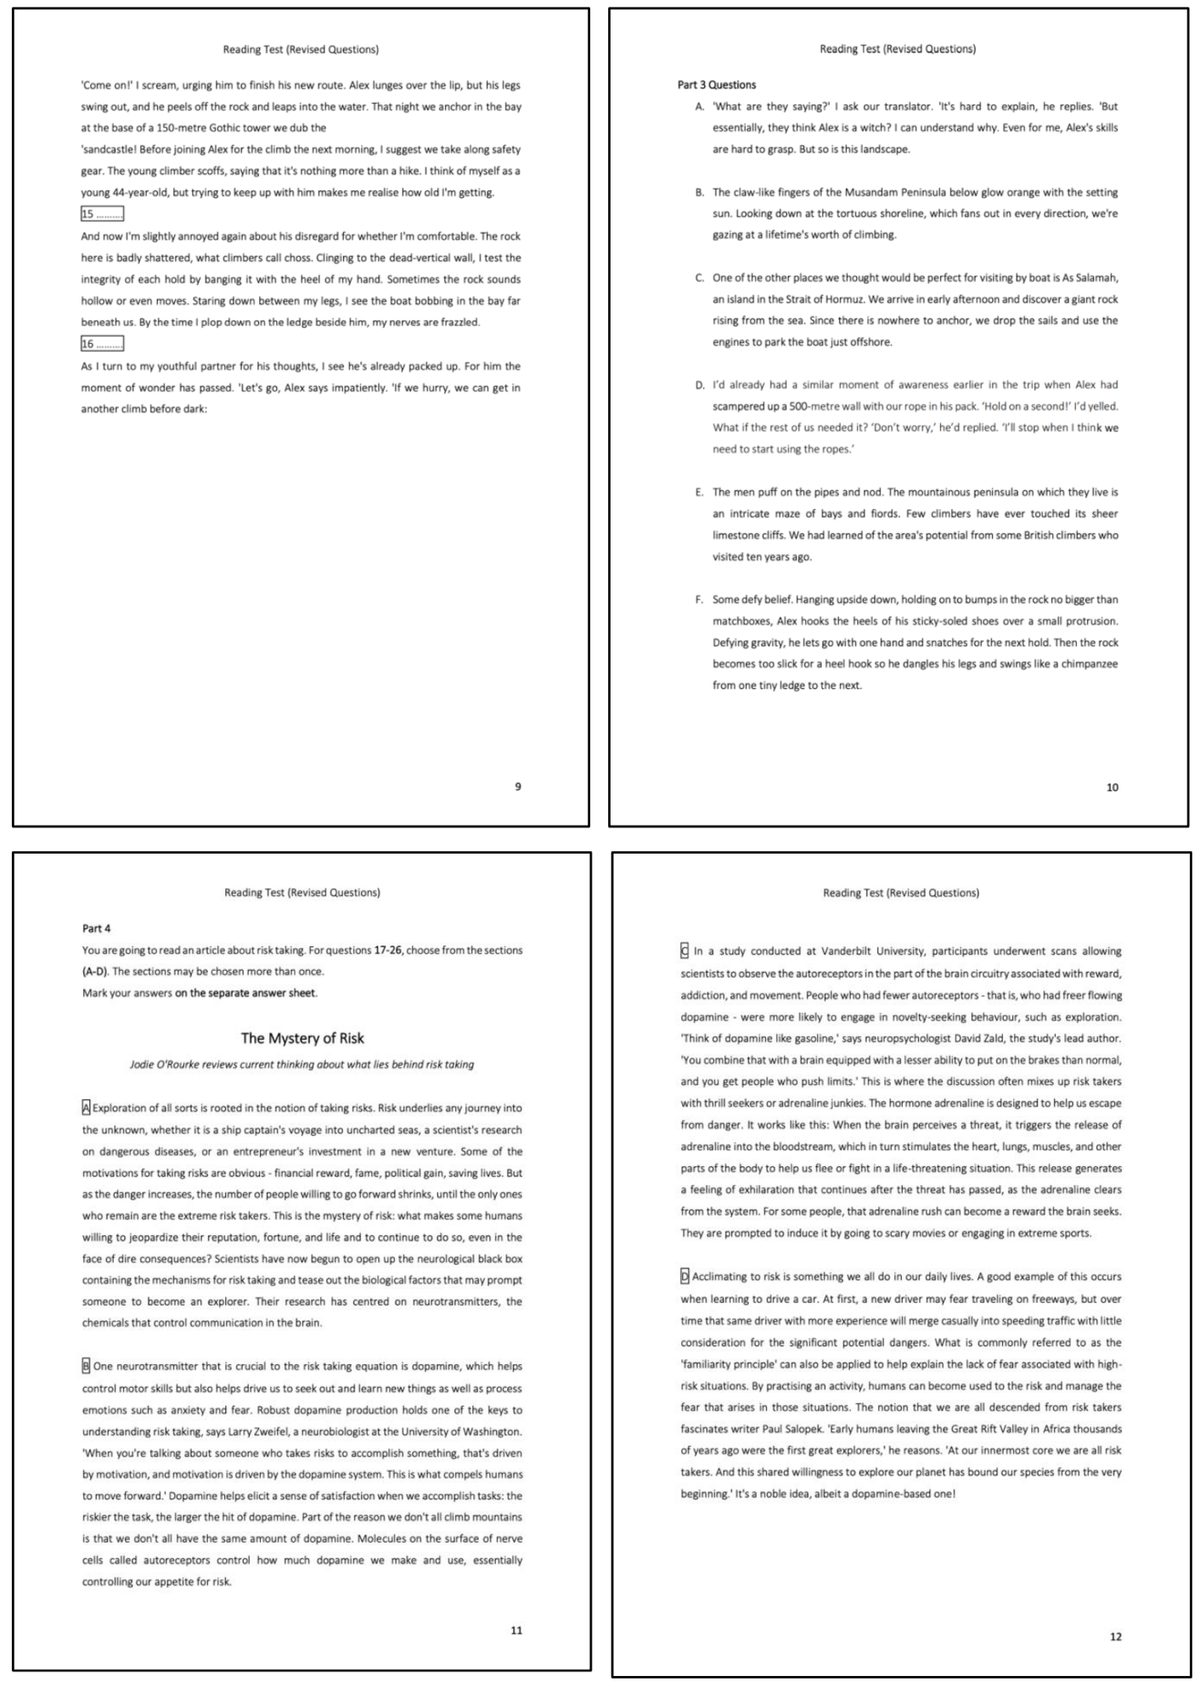 Reading Test (Revised Questions)
'Come on!' I scream, urging him to finish his new route. Alex lunges over the lip, but his legs
swing out, and he peels off the rock and leaps into the water. That night we anchor in the bay
at the base of a 150-metre Gothic tower we dub the
'sandcastle! Before joining Alex for the climb the next morning, I suggest we take along safety
gear. The young climber scoffs, saying that it's nothing more than a hike. I think of myself as a
young 44-year-old, but trying to keep up with him makes me realise how old I'm getting.
15 ..........
And now I'm slightly annoyed again about his disregard for whether I'm comfortable. The rock
here is badly shattered, what climbers call choss. Clinging to the dead-vertical wall, I test the
integrity of each hold by banging it with the heel of my hand. Sometimes the rock sounds
hollow or even moves. Staring down between my legs, I see the boat bobbing in the bay far
beneath us. By the time I plop down on the ledge beside him, my nerves are frazzled.
16 ..........
As I turn to my youthful partner for his thoughts, I see he's already packed up. For him the
moment of wonder has passed. 'Let's go, Alex says impatiently. 'If we hurry, we can get in
another climb before dark:
9
Reading Test (Revised Questions)
Part 3 Questions
A. 'What are they saying?' I ask our translator. 'It's hard to explain, he replies. 'But
essentially, they think Alex is a witch? I can understand why. Even for me, Alex's skills
are hard to grasp. But so is this landscape.
B. The claw-like fingers of the Musandam Peninsula below glow orange with the setting
sun. Looking down at the tortuous shoreline, which fans out in every direction, we're
gazing at a lifetime's worth of climbing.
C. One of the other places we thought would be perfect for visiting by boat is As Salamah,
an island in the Strait of Hormuz. We arrive in early afternoon and discover a giant rock
rising from the sea. Since there is nowhere to anchor, we drop the sails and use the
engines to park the boat just offshore.
D. I'd already had a similar moment of awareness earlier in the trip when Alex had
scampered up a 500-metre wall with our rope in his pack. 'Hold on a second!' I'd yelled.
What if the rest of us needed it? 'Don't worry,' he'd replied. 'I'll stop when I think we
need to start using the ropes.'
E. The men puff on the pipes and nod. The mountainous peninsula on which they live is
an intricate maze of bays and fiords. Few climbers have ever touched its sheer
limestone cliffs. We had learned of the area's potential from some British climbers who
visited ten years ago.
F. Some defy belief. Hanging upside down, holding on to bumps in the rock no bigger than
matchboxes, Alex hooks the heels of his sticky-soled shoes over a small protrusion.
Defying gravity, he lets go with one hand and snatches for the next hold. Then the rock
becomes too slick for a heel hook so he dangles his legs and swings like a chimpanzee
from one tiny ledge to the next.
10
Reading Test (Revised Questions)
Part 4
You are going to read an article about risk taking. For questions 17-26, choose from the sections
(A-D). The sections may be chosen more than once.
Mark your answers on the separate answer sheet.
The Mystery of Risk
Jodie O'Rourke reviews current thinking about what lies behind risk taking
A Exploration of all sorts is rooted in the notion of taking risks. Risk underlies any journey into
the unknown, whether it is a ship captain's voyage into uncharted seas, a scientist's research
on dangerous diseases, or an entrepreneur's investment in a new venture. Some of the
motivations for taking risks are obvious - financial reward, fame, political gain, saving lives. But
as the danger increases, the number of people willing to go forward shrinks, until the only ones
who remain are the extreme risk takers. This is the mystery of risk: what makes some humans
willing to jeopardize their reputation, fortune, and life and to continue to do so, even in the
face of dire consequences? Scientists have now begun to open up the neurological black box
containing the mechanisms for risk taking and tease out the biological factors that may prompt
someone to become an explorer. Their research has centred on neurotransmitters, the
chemicals that control communication in the brain.
B One neurotransmitter that is crucial to the risk taking equation is dopamine, which helps
control motor skills but also helps drive us to seek out and learn new things as well as process
emotions such as anxiety and fear. Robust dopamine production holds one of the keys to
understanding risk taking, says Larry Zweifel, a neurobiologist at the University of Washington.
'When you're talking about someone who takes risks to accomplish something, that's driven
by motivation, and motivation is driven by the dopamine system. This is what compels humans
to move forward.' Dopamine helps elicit a sense of satisfaction when we accomplish tasks: the
riskier the task, the larger the hit of dopamine. Part of the reason we don't all climb mountains
is that we don't all have the same amount of dopamine. Molecules on the surface of nerve
cells called autoreceptors control how much dopamine we make and use, essentially
controlling our appetite for risk.
11
Reading Test (Revised Questions)
C In a study conducted at Vanderbilt University, participants underwent scans allowing
scientists to observe the autoreceptors in the part of the brain circuitry associated with reward,
addiction, and movement. People who had fewer autoreceptors - that is, who had freer flowing
dopamine - were more likely to engage in novelty-seeking behaviour, such as exploration.
'Think of dopamine like gasoline,' says neuropsychologist David Zald, the study's lead author.
'You combine that with a brain equipped with a lesser ability to put on the brakes than normal,
and you get people who push limits.' This is where the discussion often mixes up risk takers
with thrill seekers or adrenaline junkies. The hormone adrenaline is designed to help us escape
from danger. It works like this: When the brain perceives a threat, it triggers the release of
adrenaline into the bloodstream, which in turn stimulates the heart, lungs, muscles, and other
parts of the body to help us flee or fight in a life-threatening situation. This release generates
a feeling of exhilaration that continues after the threat has passed, as the adrenaline clears
from the system. For some people, that adrenaline rush can become a reward the brain seeks.
They are prompted to induce it by going to scary movies or engaging in extreme sports.
D Acclimating to risk is something we all do in our daily lives. A good example of this occurs
when learning to drive a car. At first, a new driver may fear traveling on freeways, but over
time that same driver with more experience will merge casually into speeding traffic with little
consideration for the significant potential dangers. What is commonly referred to as the
'familiarity principle' can also be applied to help explain the lack of fear associated with high-
risk situations. By practising an activity, humans can become used to the risk and manage the
fear that arises in those situations. The notion that we are all descended from risk takers
fascinates writer Paul Salopek. 'Early humans leaving the Great Rift Valley in Africa thousands
of years ago were the first great explorers,' he reasons. 'At our innermost core we are all risk
takers. And this shared willingness to explore our planet has bound our species from the very
beginning.' It's a noble idea, albeit a dopamine-based one!
12